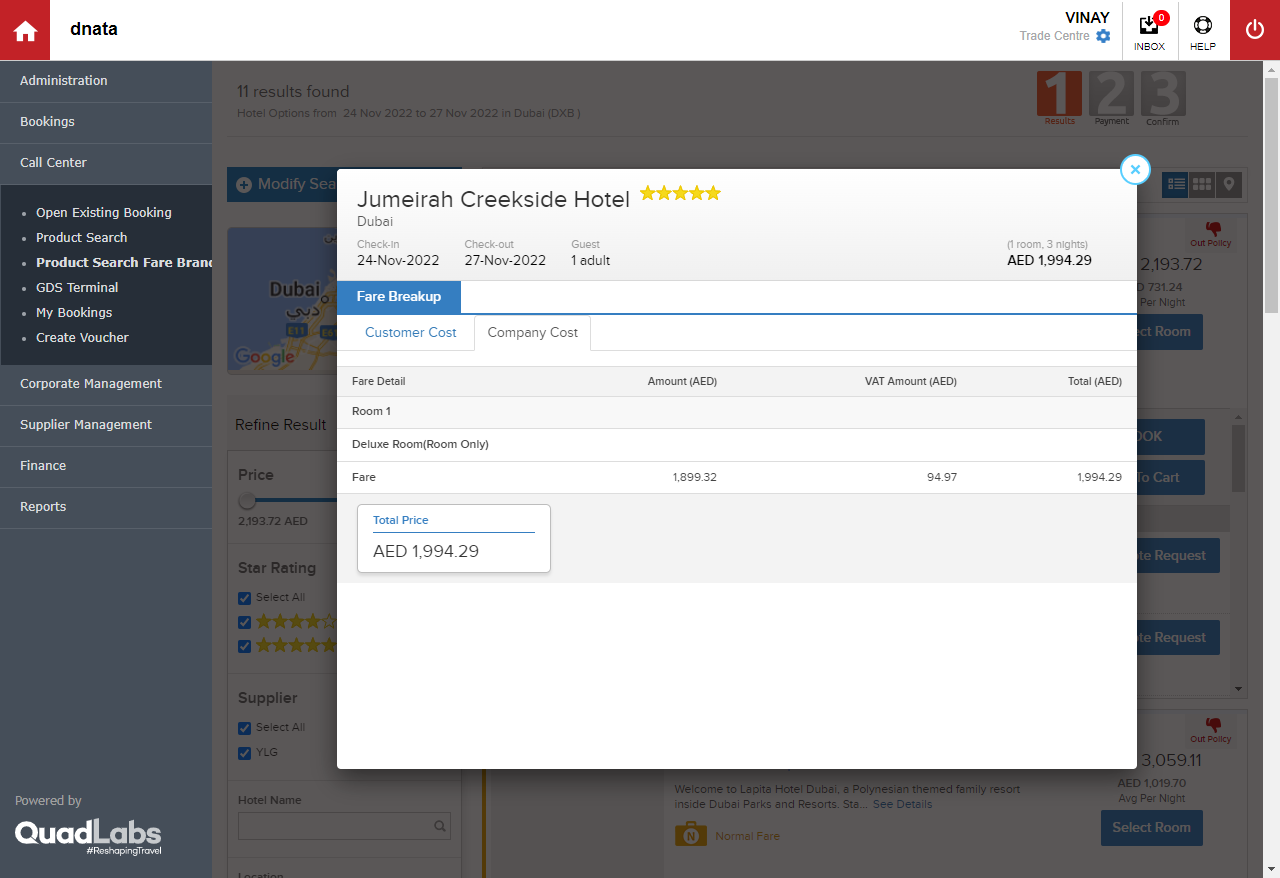 dnata
VINAY
Trade Centre
0
INBOX
HELP
Administration
Bookings
Call Center
Open Existing Booking
Product Search
Product Search Fare Brand
GDS Terminal
My Bookings
Create Voucher
Corporate Management
Supplier Management
Finance
Reports
Powered by
QuadLabs
#ReshapingTravel
11 results found
Hotel Options from 24 Nov 2022 to 27 Nov 2022 in Dubai (DXB )
1 2 3
Results Payment Confirm
Modify Sea
Dubai
دبي
E11
Google
Refine Result
Price
2,193.72 AED
Star Rating
Select All
Supplier
Select All
YLG
Hotel Name
Location
Jumeirah Creekside Hotel
Dubai
Check-in Check-out Guest (1 room, 3 nights)
24-Nov-2022 27-Nov-2022 1 adult AED 1,994.29
Fare Breakup
Customer Cost Company Cost
Fare Detail Amount (AED) VAT Amount (AED) Total (AED)
Room 1
Deluxe Room(Room Only)
Fare 1,899.32 94.97 1,994.29
Total Price
AED 1,994.29
Out Policy
2,193.72
D 731.24
Per Night
ct Room
OOK
To Cart
te Request
te Request
Out Policy
3,059.11
AED 1,019.70
Avg Per Night
Select Room
Welcome to Lapita Hotel Dubai, a Polynesian themed family resort
inside Dubai Parks and Resorts. Sta... See Details
N Normal Fare